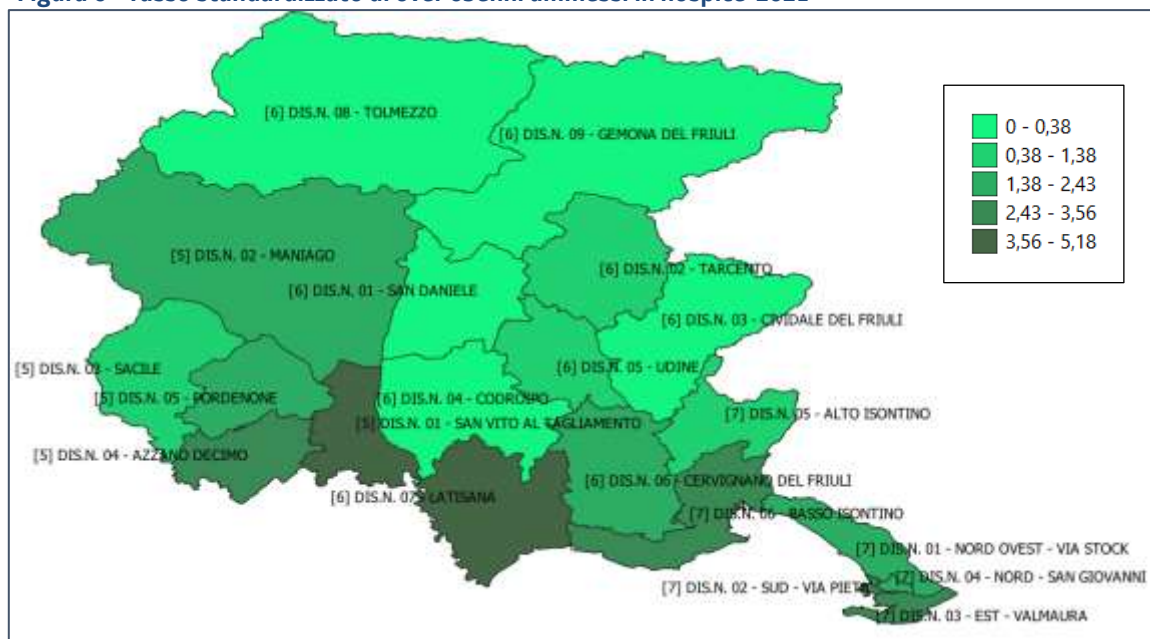 Figura - Tasso standardizzato di over 65enni ammessi in hospice 2021
[6] DIS.N. 08 - TOLMEZZO
[6] DIS.N. 09 - GEMONA DEL FRIULI
0 - 0,38
0,38 - 1,38
1,38 - 2,43
2,43 - 3,56
3,56 - 5,18
[5] DIS.N. 02 - MANIAGO
[6] DIS.N. 02 - TARCENTO
[6] DIS.N. 01 - SAN DANIELE
[6] DIS.N. 03 - CIVIDALE DEL FRIULI
[5] DIS.N. 03 - SACILE
[6] DIS.N. 05 - UDINE
[5] DIS.N. 05 - PORDENONE
[6] DIS.N. 04 - CODROIPO
[7] DIS.N. 05 - ALTO ISONTINO
[5] DIS.N. 01 - SAN VITO AL TAGLIAMENTO
[5] DIS.N. 04 - AZZANO DECIMO
[6] DIS.N. 06 - CERVIGNANO DEL FRIULI
[6] DIS.N. 07 - LATISANA
[7] DIS.N. 06 - BASSO ISONTINO
[7] DIS.N. 01 - NORD OVEST - VIA STOCK
[7] DIS.N. 04 - NORD - SAN GIOVANNI
[7] DIS.N. 02 - SUD - VIA
[7] DIS.N. 03 - EST - VALMAURA